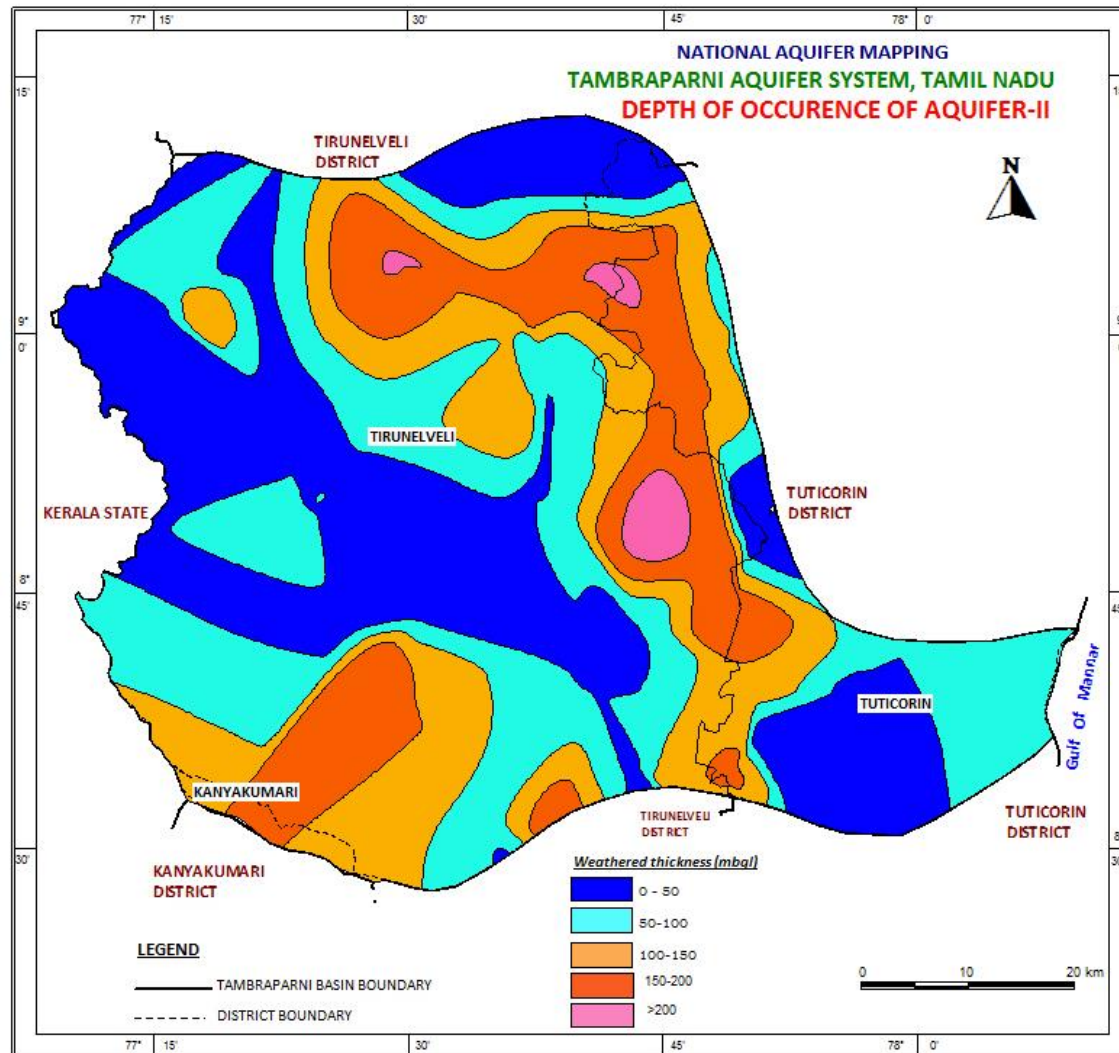 77° 15'
30'
45'
78° 0'
NATIONAL AQUIFER MAPPING
TAMBRAPARNI AQUIFER SYSTEM, TAMIL NADU
DEPTH OF OCCURENCE OF AQUIFER-II
15'
TIRUNELVELI
DISTRICT
N
9°
0'
TIRUNELVELI
KERALA STATE
TUTICORIN
DISTRICT
8°
45'
TUTICORIN
Gulf Of Mannar
KANYAKUMARI
TIRUNELVELI
DISTRICT
TUTICORIN
DISTRICT
30'
KANYAKUMARI
DISTRICT
Weathered thickness (mbgl)
0 - 50
50-100
100-150
150-200
>200
LEGEND
TAMBRAPARNI BASIN BOUNDARY
DISTRICT BOUNDARY
0 10 20 km
77° 15'
30'
45'
78° 0'